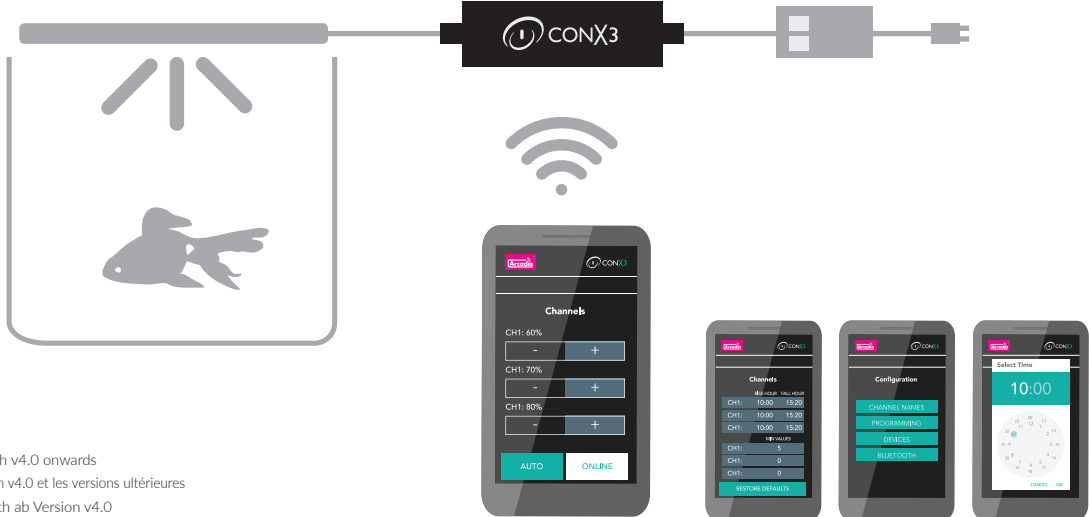 CONX3
Arcadia CONX3
Channels
CH1: 60%
- +
CH1: 70%
- +
CH1: 80%
- +
AUTO ONLINE
Arcadia CONX3
Channels
HOUR FALL HOUR
CH1: 10:00 15:20
CH1: 10:00 15:20
CH1: 10:00 15:20
MIN VALUES
CH1: 5
CH1: 0
CH1: 0
RESTORE DEFAULTS
Arcadia CONX3
Configuration
CHANNEL NAMES
PROGRAMMING
DEVICES
BLUETOOTH
Arcadia CONX3
Select Time
10:00
CANCEL OK
h v4.0 onwards
n v4.0 et les versions ultérieures
th ab Version v4.0